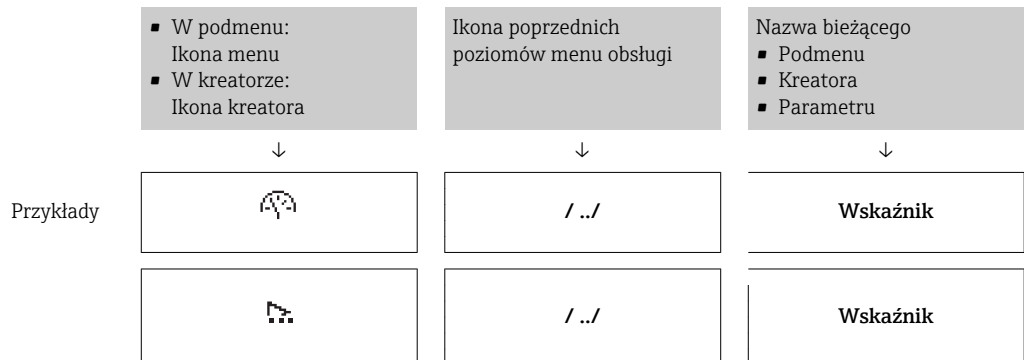 ▪ W podmenu:
Ikona menu
▪ W kreatorze:
Ikona kreatora
Ikona poprzednich
poziomów menu obsługi
Nazwa bieżącego
▪ Podmenu
▪ Kreatora
▪ Parametru
↓ ↓ ↓
Przykłady / ../ Wskaźnik
/ ../ Wskaźnik